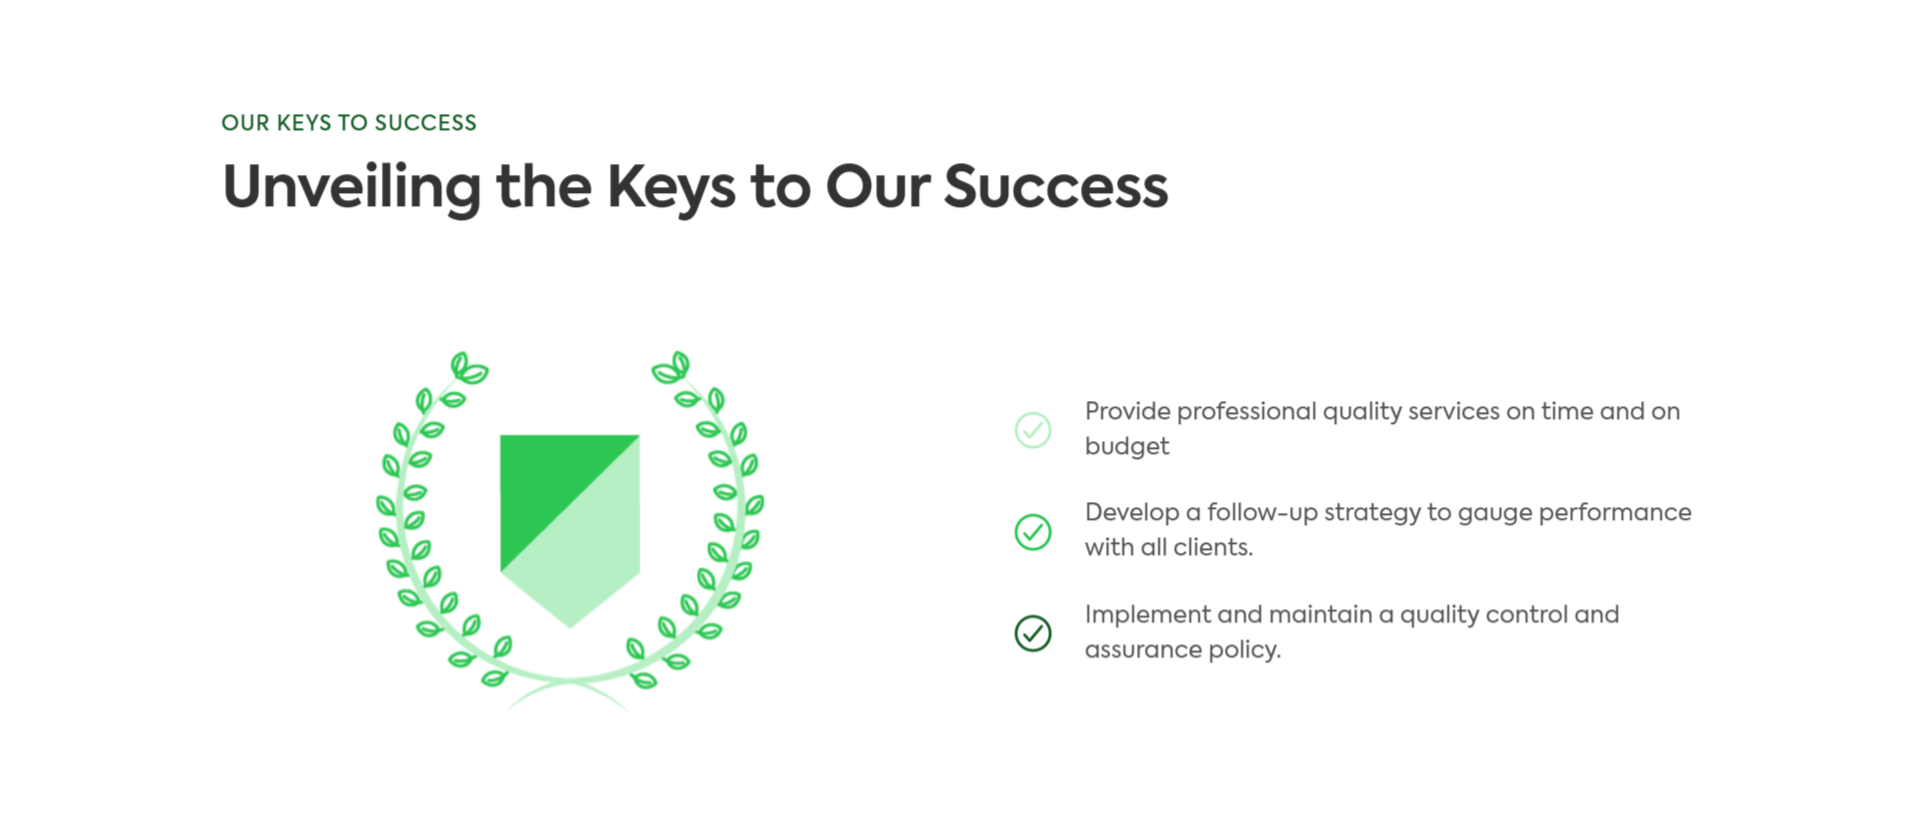 OUR KEYS TO SUCCESS
Unveiling the Keys to Our Success
Provide professional quality services on time and on
budget
Develop a follow-up strategy to gauge performance
with all clients.
Implement and maintain a quality control and
assurance policy.